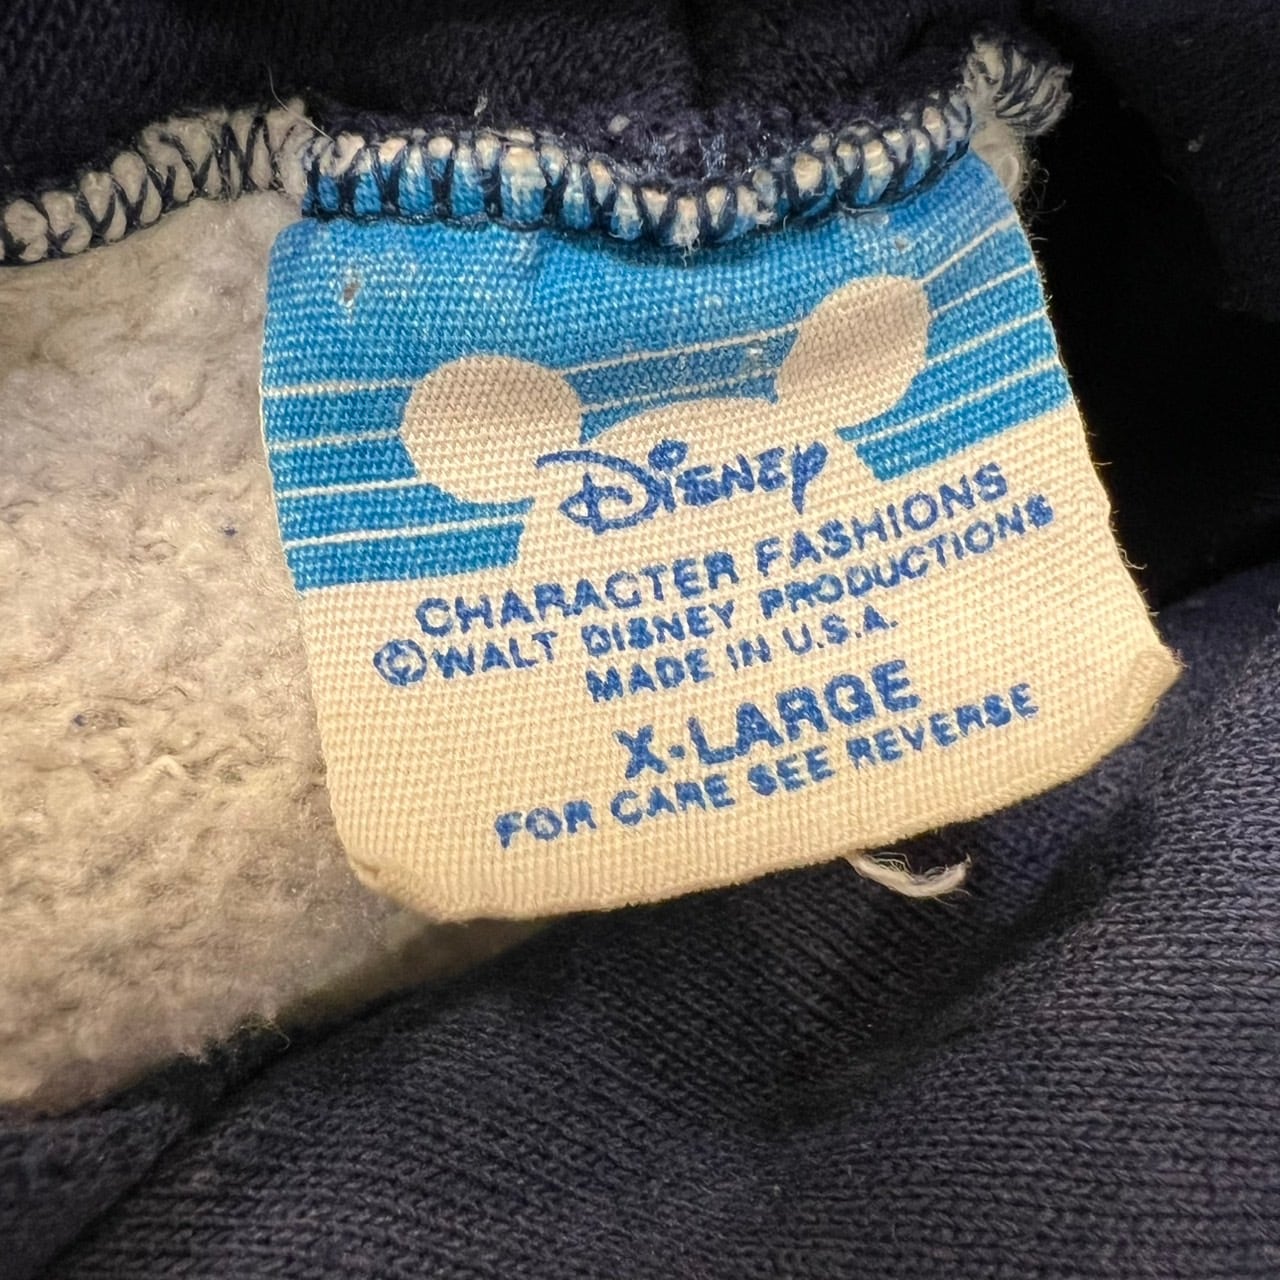 Disney
CHARACTER FASHIONS
©WALT DISNEY PRODUCTIONS
MADE IN U.S.A.
X-LARGE
FOR CARE SEE REVERSE